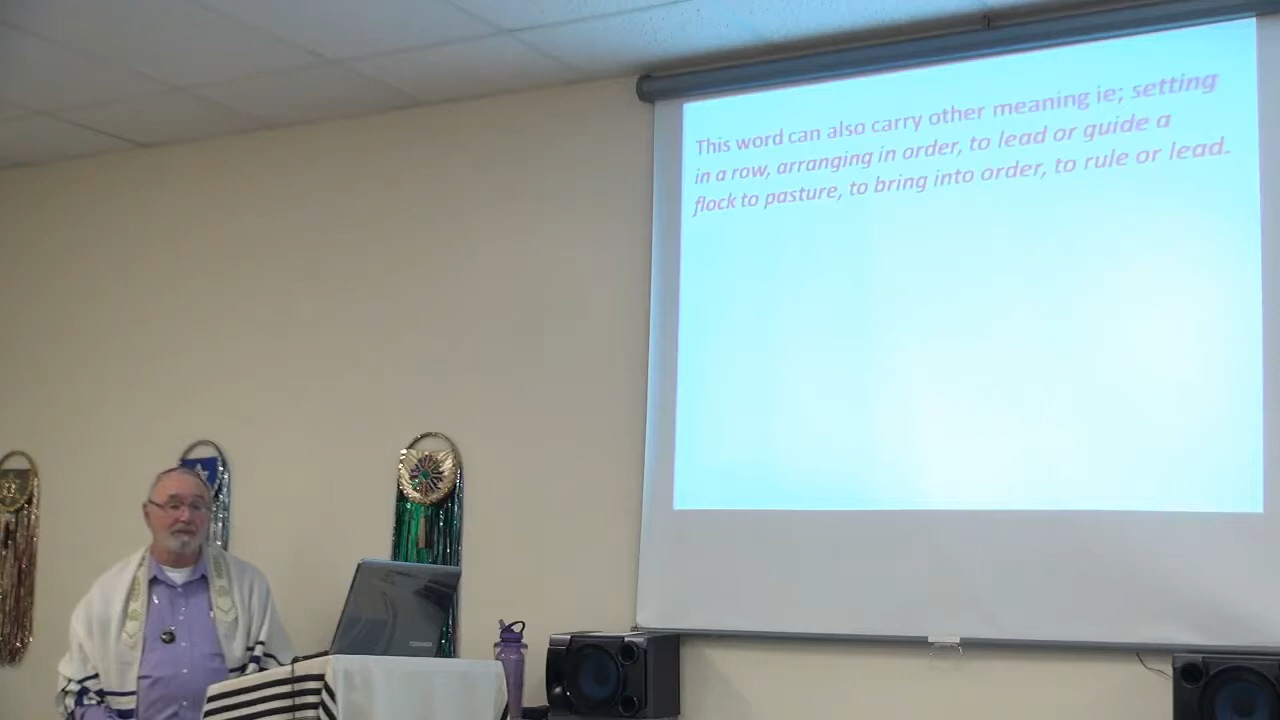 This word can also carry other meaning ie; setting
in a row, arranging in order, to lead or guide a
flock to pasture, to bring into order, to rule or lead.
TOSHIBA